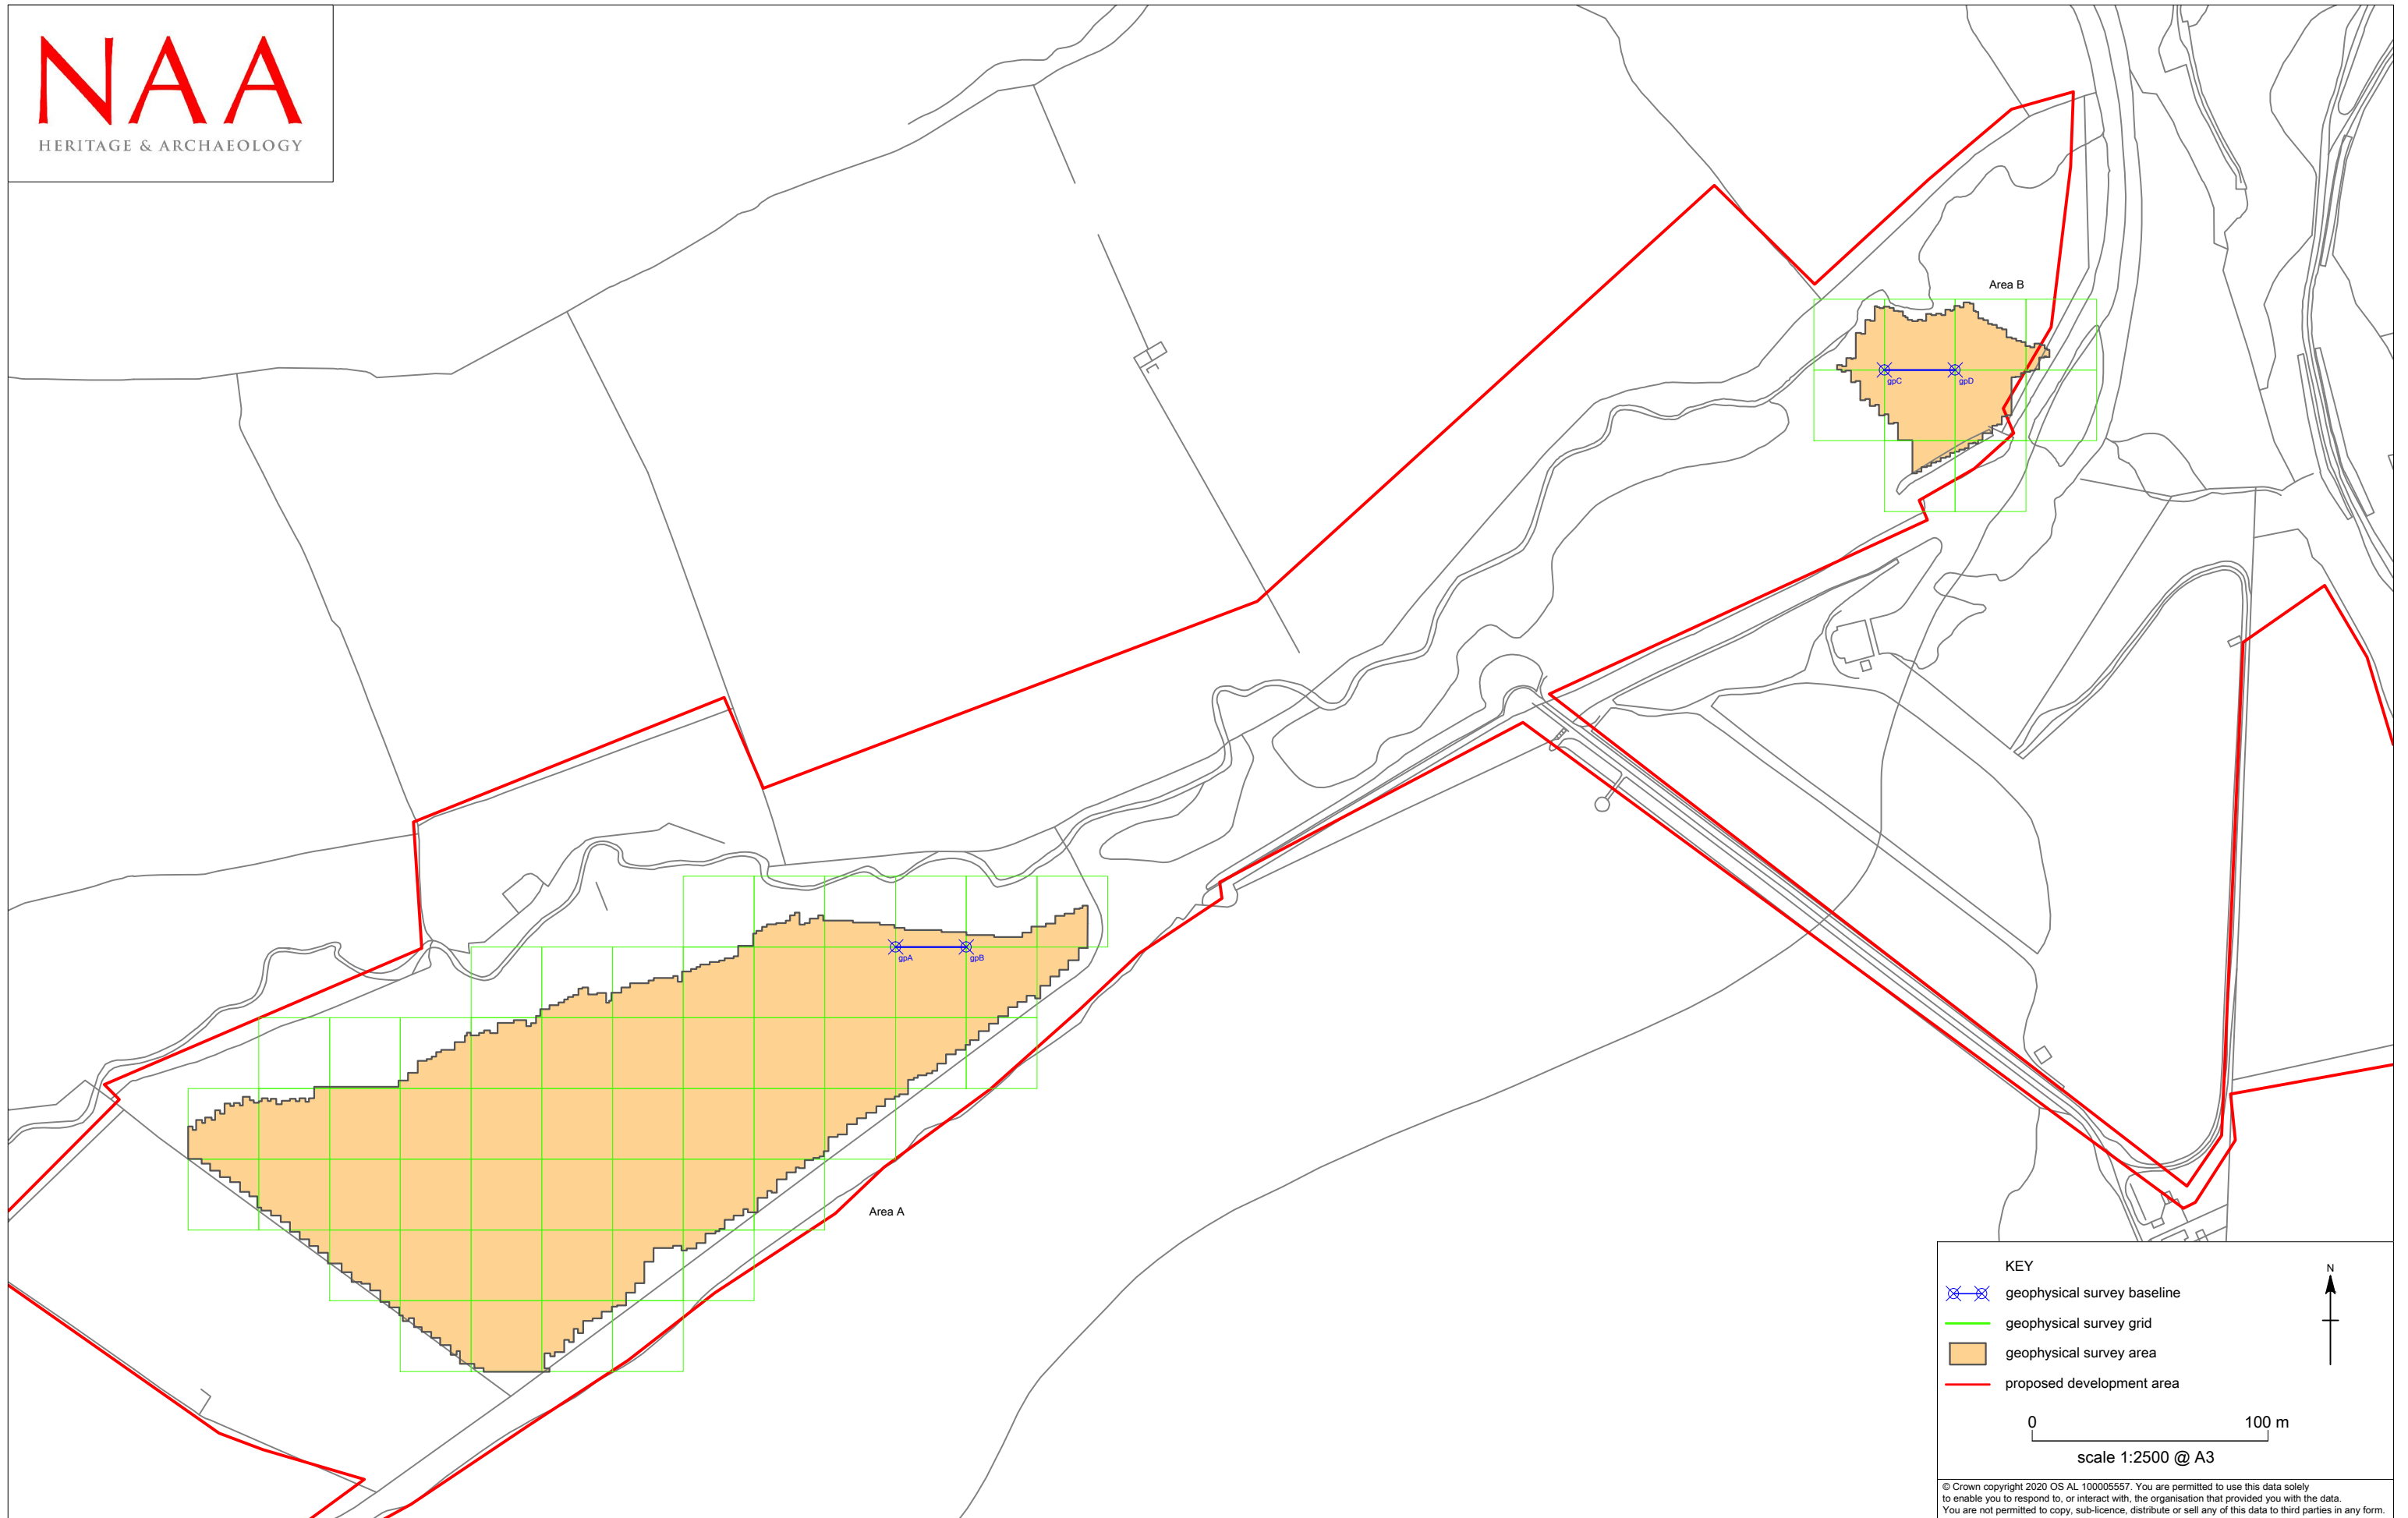 NAA
HERITAGE & ARCHAEOLOGY
Area B
gpC
gpD
gpA
gpB
Area A
KEY
geophysical survey baseline
geophysical survey grid
geophysical survey area
proposed development area
N
0 100 m
scale 1:2500 @ A3
© Crown copyright 2020 OS AL 100005557. You are permitted to use this data solely
to enable you to respond to, or interact with, the organisation that provided you with the data.
You are not permitted to copy, sub-licence, distribute or sell any of this data to third parties in any form.